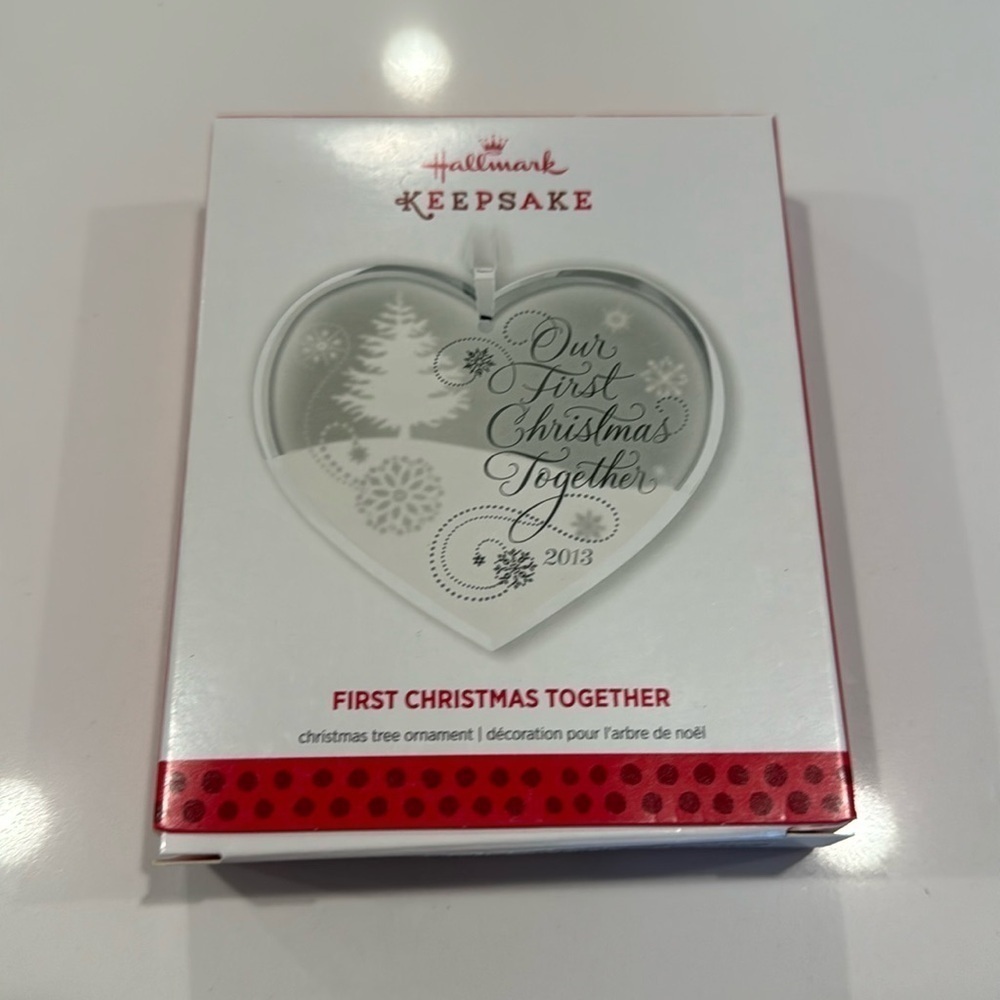 Hallmark
KEEPSAKE
Our
First
Christmas
Together
2013
FIRST CHRISTMAS TOGETHER
christmas tree ornament | décoration pour l'arbre de noël